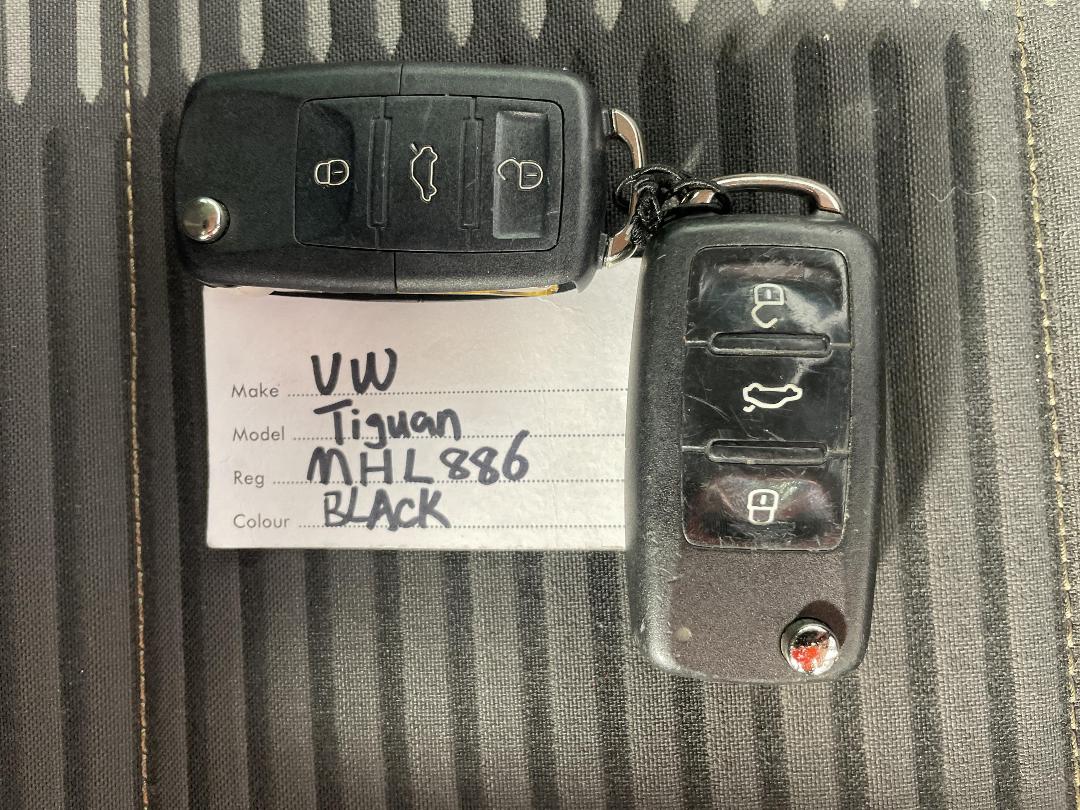 Make VW
Model Tiguan
Reg MHL886
Colour BLACK